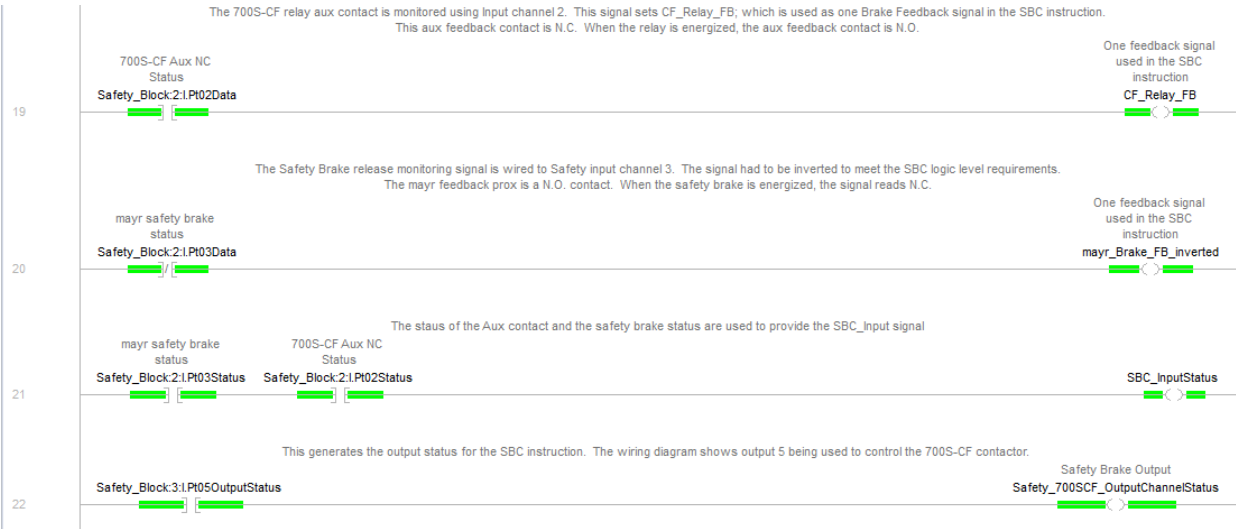 The 700S-CF relay aux contact is monitored using Input channel 2.  This signal sets CF_Relay_FB; which is used as one Brake Feedback signal in the SBC instruction.
This aux feedback contact is N.C.  When the relay is energized, the aux feedback contact is N.O.
700S-CF Aux NC
Status
Safety_Block:2:I.Pt02Data
One feedback signal
used in the SBC
instruction
CF_Relay_FB
19
The Safety Brake release monitoring signal is wired to Safety input channel 3.  The signal had to be inverted to meet the SBC logic level requirements.
The mayr feedback prox is a N.O. contact.  When the safety brake is energized, the signal reads N.C.
mayr safety brake
status
Safety_Block:2:I.Pt03Data
One feedback signal
used in the SBC
instruction
mayr_Brake_FB_inverted
20
The staus of the Aux contact and the safety brake status are used to provide the SBC_Input signal
mayr safety brake
status
Safety_Block:2:I.Pt03Status
700S-CF Aux NC
Status
Safety_Block:2:I.Pt02Status
SBC_InputStatus
21
This generates the output status for the SBC instruction.  The wiring diagram shows output 5 being used to control the 700S-CF contactor.
Safety_Block:3:I.Pt05OutputStatus
Safety Brake Output
Safety_700SCF_OutputChannelStatus
22